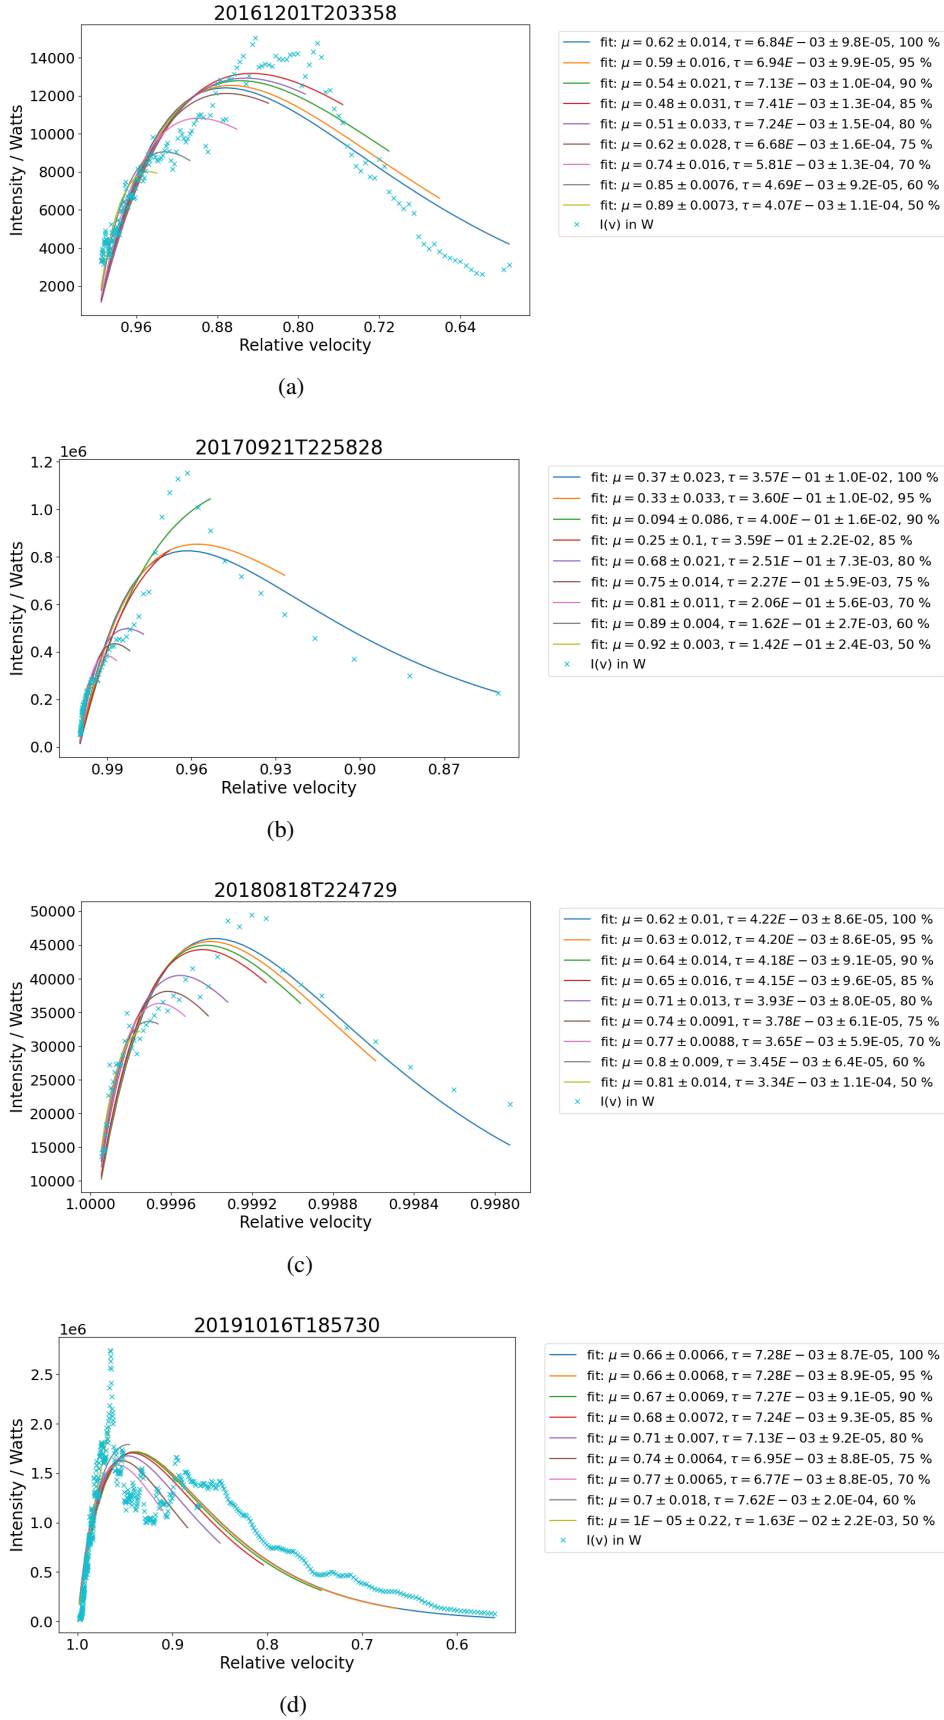 20161201T203358
14000
12000
10000
8000
6000
4000
2000
Intensity / Watts
0.96 0.88 0.80 0.72 0.64
Relative velocity
fit: μ = 0.62 ± 0.014, τ = 6.84E − 03 ± 9.8E-05, 100 %
fit: μ = 0.59 ± 0.016, τ = 6.94E − 03 ± 9.9E-05, 95 %
fit: μ = 0.54 ± 0.021, τ = 7.13E − 03 ± 1.0E-04, 90 %
fit: μ = 0.48 ± 0.031, τ = 7.41E − 03 ± 1.3E-04, 85 %
fit: μ = 0.51 ± 0.033, τ = 7.24E − 03 ± 1.5E-04, 80 %
fit: μ = 0.62 ± 0.028, τ = 6.68E − 03 ± 1.6E-04, 75 %
fit: μ = 0.74 ± 0.016, τ = 5.81E − 03 ± 1.3E-04, 70 %
fit: μ = 0.85 ± 0.0076, τ = 4.69E − 03 ± 9.2E-05, 60 %
fit: μ = 0.89 ± 0.0073, τ = 4.07E − 03 ± 1.1E-04, 50 %
I(v) in W
(a)
20170921T225828
1e6
1.2
1.0
0.8
0.6
0.4
0.2
0.0
Intensity / Watts
0.99 0.96 0.93 0.90 0.87
Relative velocity
fit: μ = 0.37 ± 0.023, τ = 3.57E − 01 ± 1.0E-02, 100 %
fit: μ = 0.33 ± 0.033, τ = 3.60E − 01 ± 1.0E-02, 95 %
fit: μ = 0.094 ± 0.086, τ = 4.00E − 01 ± 1.6E-02, 90 %
fit: μ = 0.25 ± 0.1, τ = 3.59E − 01 ± 2.2E-02, 85 %
fit: μ = 0.68 ± 0.021, τ = 2.51E − 01 ± 7.3E-03, 80 %
fit: μ = 0.75 ± 0.014, τ = 2.27E − 01 ± 5.9E-03, 75 %
fit: μ = 0.81 ± 0.011, τ = 2.06E − 01 ± 5.6E-03, 70 %
fit: μ = 0.89 ± 0.004, τ = 1.62E − 01 ± 2.7E-03, 60 %
fit: μ = 0.92 ± 0.003, τ = 1.42E − 01 ± 2.4E-03, 50 %
I(v) in W
(b)
20180818T224729
50000
45000
40000
35000
30000
25000
20000
15000
10000
Intensity / Watts
1.0000 0.9996 0.9992 0.9988 0.9984 0.9980
Relative velocity
fit: μ = 0.62 ± 0.01, τ = 4.22E − 03 ± 8.6E-05, 100 %
fit: μ = 0.63 ± 0.012, τ = 4.20E − 03 ± 8.6E-05, 95 %
fit: μ = 0.64 ± 0.014, τ = 4.18E − 03 ± 9.1E-05, 90 %
fit: μ = 0.65 ± 0.016, τ = 4.15E − 03 ± 9.6E-05, 85 %
fit: μ = 0.71 ± 0.013, τ = 3.93E − 03 ± 8.0E-05, 80 %
fit: μ = 0.74 ± 0.0091, τ = 3.78E − 03 ± 6.1E-05, 75 %
fit: μ = 0.77 ± 0.0088, τ = 3.65E − 03 ± 5.9E-05, 70 %
fit: μ = 0.8 ± 0.009, τ = 3.45E − 03 ± 6.4E-05, 60 %
fit: μ = 0.81 ± 0.014, τ = 3.34E − 03 ± 1.1E-04, 50 %
I(v) in W
(c)
20191016T185730
1e6
2.5
2.0
1.5
1.0
0.5
0.0
Intensity / Watts
1.0 0.9 0.8 0.7 0.6
Relative velocity
fit: μ = 0.66 ± 0.0066, τ = 7.28E − 03 ± 8.7E-05, 100 %
fit: μ = 0.66 ± 0.0068, τ = 7.28E − 03 ± 8.9E-05, 95 %
fit: μ = 0.67 ± 0.0069, τ = 7.27E − 03 ± 9.1E-05, 90 %
fit: μ = 0.68 ± 0.0072, τ = 7.24E − 03 ± 9.3E-05, 85 %
fit: μ = 0.71 ± 0.007, τ = 7.13E − 03 ± 9.2E-05, 80 %
fit: μ = 0.74 ± 0.0064, τ = 6.95E − 03 ± 8.8E-05, 75 %
fit: μ = 0.77 ± 0.0065, τ = 6.77E − 03 ± 8.8E-05, 70 %
fit: μ = 0.7 ± 0.018, τ = 7.62E − 03 ± 2.0E-04, 60 %
fit: μ = 1E − 05 ± 0.22, τ = 1.63E − 02 ± 2.2E-03, 50 %
I(v) in W
(d)